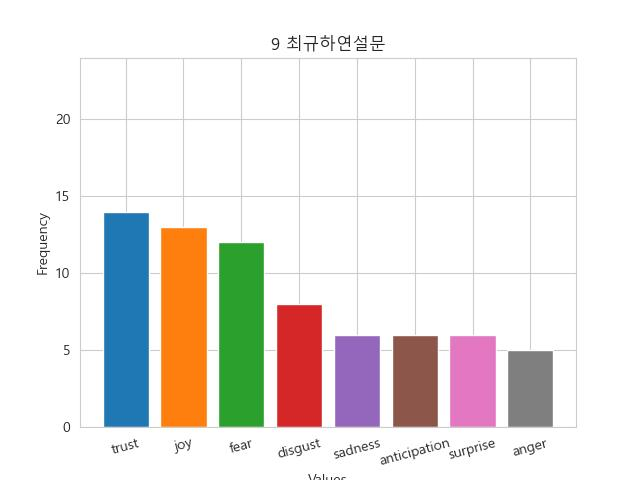 9 최규하연설문
Frequency
20
15
10
5
0
trust joy fear disgust sadness anticipation surprise anger
Values